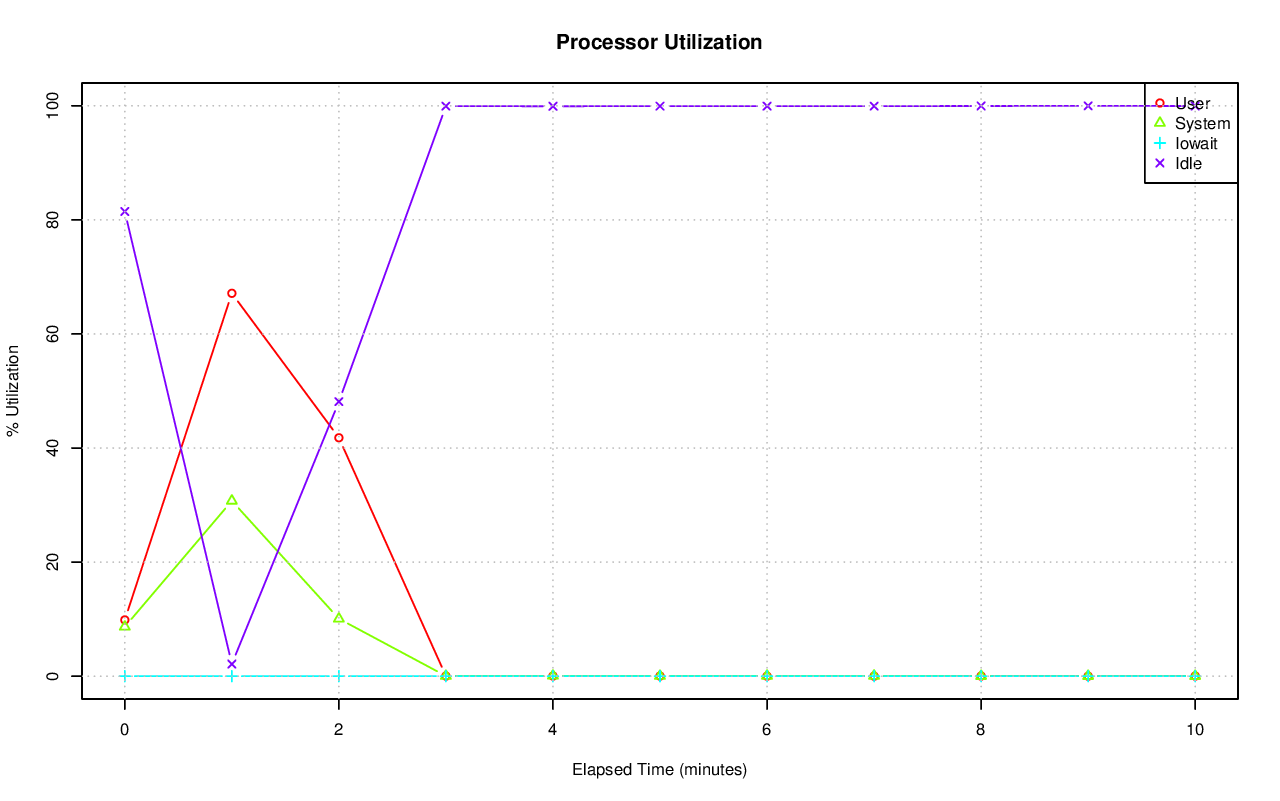 Processor Utilization
% Utilization
100
80
60
40
20
0
User
System
Iowait
Idle
0 2 4 6 8 10
Elapsed Time (minutes)